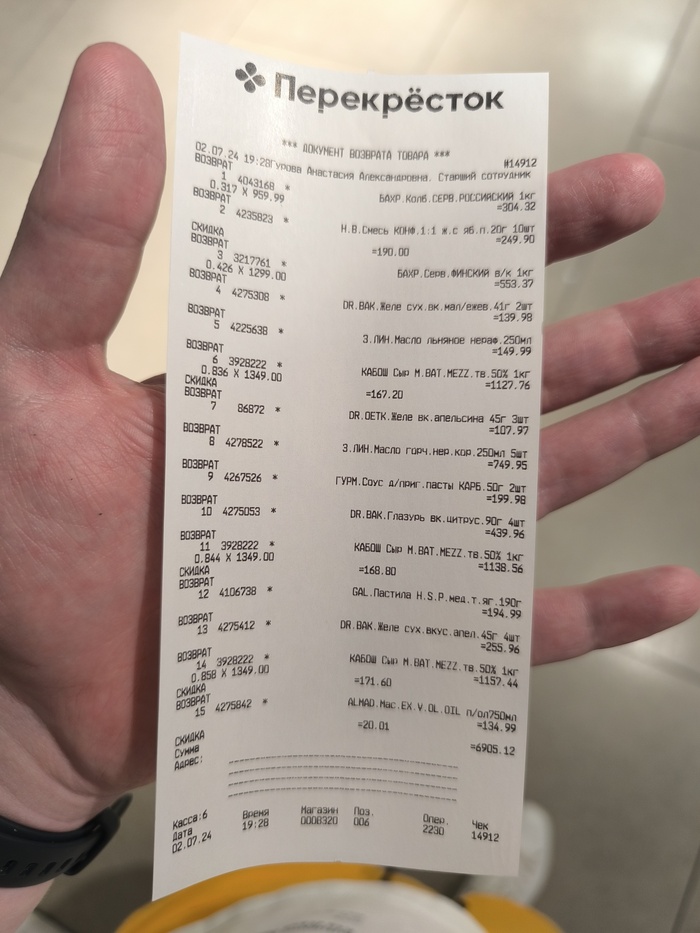 Перекрёсток
*** ДОКУМЕНТ ВОЗВРАТА ТОВАРА ***
02.07.24 19:28Гурова Анастасия Александровна. Старший сотрудник #14912
ВОЗВРАТ
1 4043168 * БАХР.Колб.СЕРВ.РОССИЙСКИЙ 1кг
0.317 X 959.99 =304.32
ВОЗВРАТ
2 4235823 * Н.В.Смесь КОНФ.1:1 ж.с яб.п.20г 10шт
=249.90
СКИДКА =190.00
ВОЗВРАТ
3 3217761 * БАХР.Серв.ФИНСКИЙ в/к 1кг
0.426 X 1299.00 =553.37
ВОЗВРАТ
4 4275308 * DR.BAK.Желе сух.вк.мал/ежев.41г 2шт
=139.98
ВОЗВРАТ
5 4225638 * З.ЛИН.Масло льняное нераф.250мл
=149.99
ВОЗВРАТ
6 3928222 * КАБОШ Сыр M.BAT.MEZZ.тв.50% 1кг
0.836 X 1349.00 =1127.76
СКИДКА =167.20
ВОЗВРАТ
7 86872 * DR.OETK.Желе вк.апельсина 45г 3шт
=107.97
ВОЗВРАТ
8 4278522 * З.ЛИН.Масло горч.нер.кор.250мл 5шт
=749.95
ВОЗВРАТ
9 4267526 * ГУРМ.Соус д/приг.пасты КАРБ.50г 2шт
=199.98
ВОЗВРАТ
10 4275053 * DR.BAK.Глазурь вк.цитрус.90г 4шт
=439.96
ВОЗВРАТ
11 3928222 * КАБОШ Сыр M.BAT.MEZZ.тв.50% 1кг
0.844 X 1349.00 =1138.56
СКИДКА =168.80
ВОЗВРАТ
12 4106738 * GAL.Пастила H.S.P.мед.т.яг.190г
=194.99
ВОЗВРАТ
13 4275412 * DR.BAK.Желе сух.вкус.апел.45г 4шт
=255.96
ВОЗВРАТ
14 3928222 * КАБОШ Сыр M.BAT.MEZZ.тв.50% 1кг
0.858 X 1349.00 =1157.44
СКИДКА =171.60
ВОЗВРАТ
15 4275842 * ALMAD.Мас.EX.V.OL.OIL п/ол750мл
=134.99
СКИДКА =20.01
Сумма =6905.12
Адрес:
Касса:6 Время Магазин Поз. Опер. Чек
Дата 19:28 0008320 006 2230 14912
02.07.24